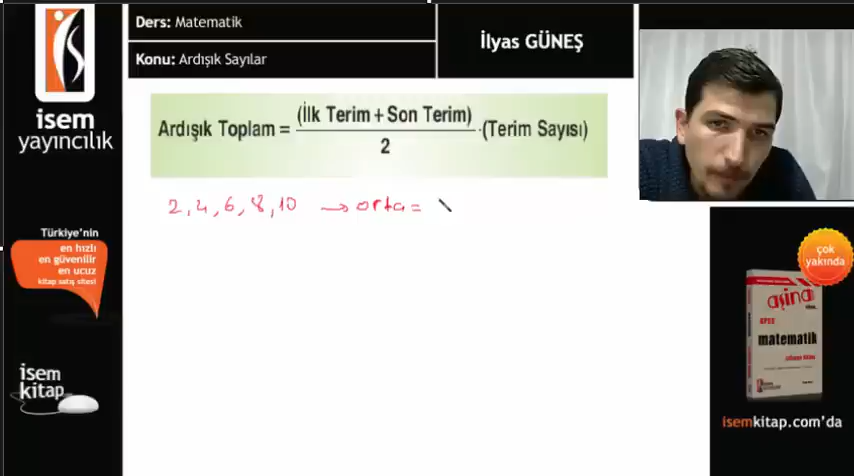 Ders: Matematik
Konu: Ardışık Sayılar
İlyas GÜNEŞ
isem
yayıncılık
Ardışık Toplam = (İlk Terim + Son Terim) / 2 · (Terim Sayısı)
2, 4, 6, 8, 10 → orta =
Türkiye'nin
en hızlı
en güvenilir
en ucuz
kitap satış sitesi
isem
kitap
çok
yakında
aşina
KPSS
matematik
isemkitap.com'da